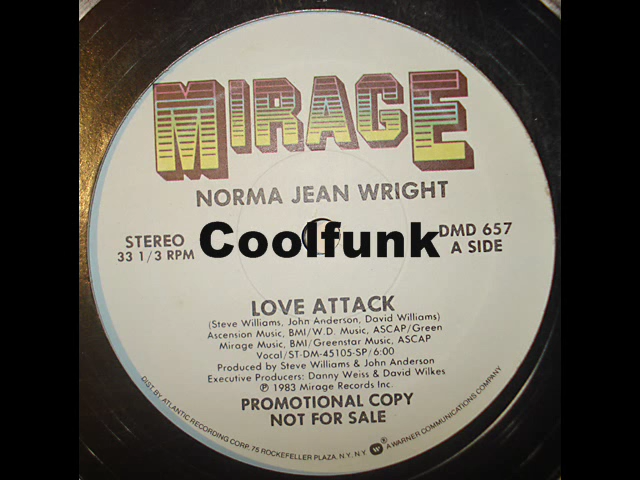 MIRAGE
NORMA JEAN WRIGHT
STEREO
33 1/3 RPM
Coolfunk
DMD 657
A SIDE
LOVE ATTACK
(Steve Williams, John Anderson, David Williams)
Ascension Music, BMI/W.D. Music, ASCAP/Green
Mirage Music, BMI/Greenstar Music, ASCAP
Vocal/ST-DM-45105-SP/6:00
Produced by Steve Williams & John Anderson
Executive Producers: Danny Weiss & David Wilkes
℗ 1983 Mirage Records Inc.
PROMOTIONAL COPY
NOT FOR SALE
DIST. BY ATLANTIC RECORDING CORP. 75 ROCKEFELLER PLAZA, N.Y. N.Y. W ® A WARNER COMMUNICATIONS COMPANY